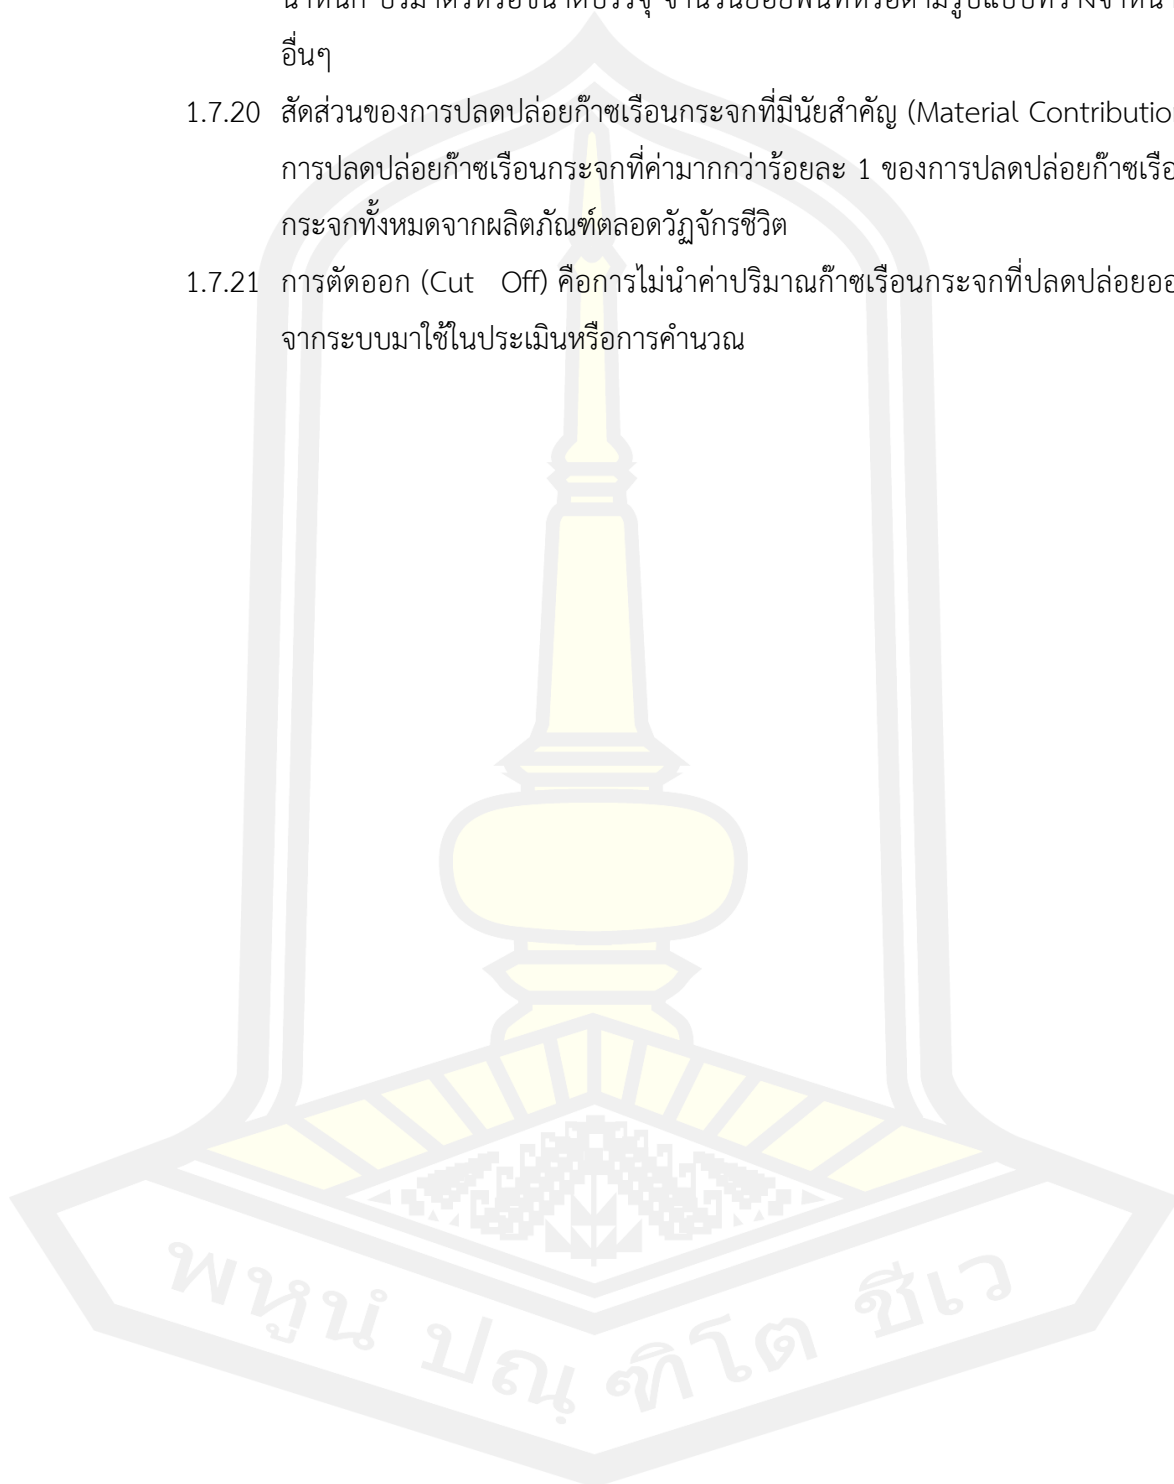 อื่นๆ
1.7.20 สัดส่วนของการปลดปล่อยก๊าซเรือนกระจกที่มีนัยสำคัญ (Material Contribution
การปลดปล่อยก๊าซเรือนกระจกที่ค่ามากกว่าร้อยละ 1 ของการปลดปล่อยก๊าซเรือ
กระจกทั้งหมดจากผลิตภัณฑ์ตลอดวัฏจักรชีวิต
1.7.21 การตัดออก (Cut Off) คือการไม่นำค่าปริมาณก๊าซเรือนกระจกที่ปลดปล่อยออ
จากระบบมาใช้ในประเมินหรือการคำนวณ
พหูนํ ปณฺ ฑิโต ชีเว